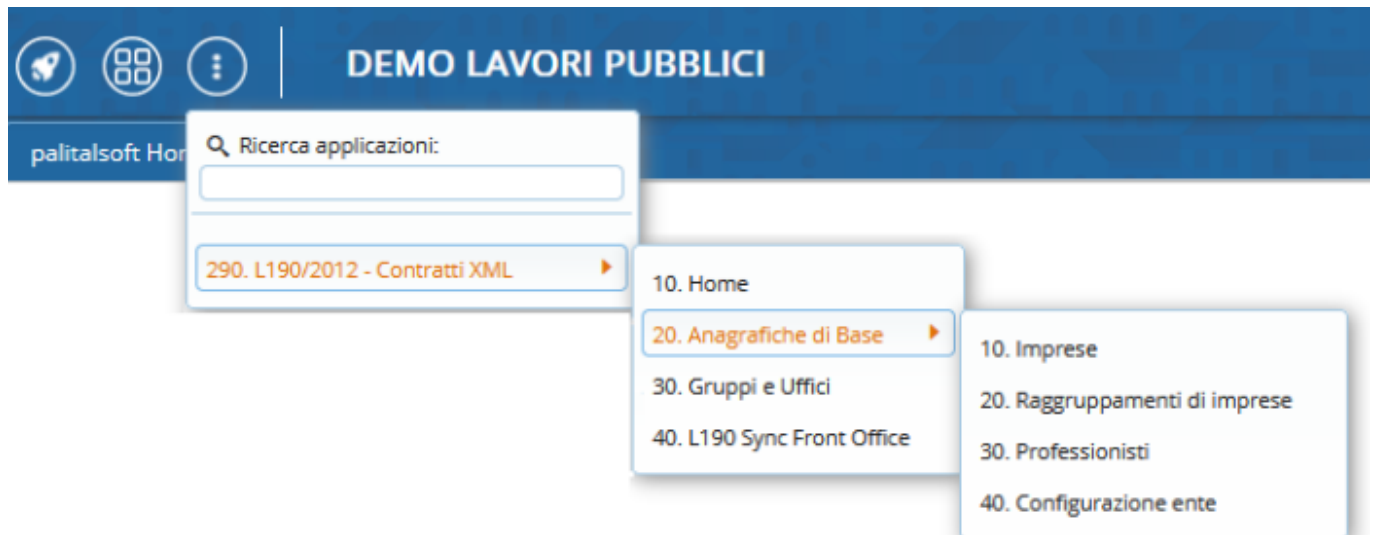 DEMO LAVORI PUBBLICI
palitalsoft Hor
Ricerca applicazioni:
290. L190/2012 - Contratti XML
10. Home
20. Anagrafiche di Base
30. Gruppi e Uffici
40. L190 Sync Front Office
10. Imprese
20. Raggruppamenti di imprese
30. Professionisti
40. Configurazione ente